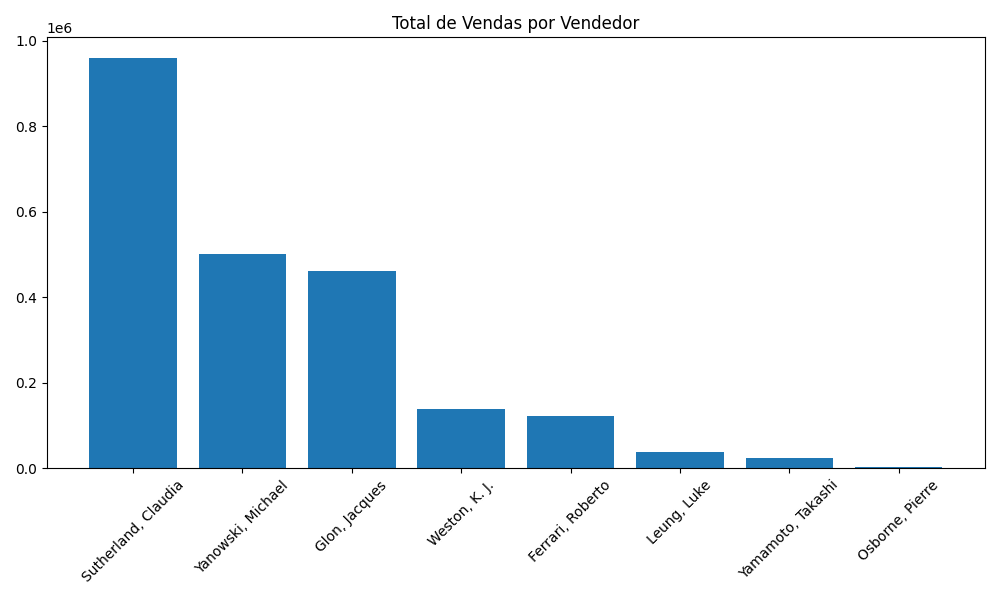 Total de Vendas por Vendedor
1e6
1.0
0.8
0.6
0.4
0.2
0.0
Sutherland, Claudia
Yanowski, Michael
Glon, Jacques
Weston, K. J.
Ferrari, Roberto
Leung, Luke
Yamamoto, Takashi
Osborne, Pierre